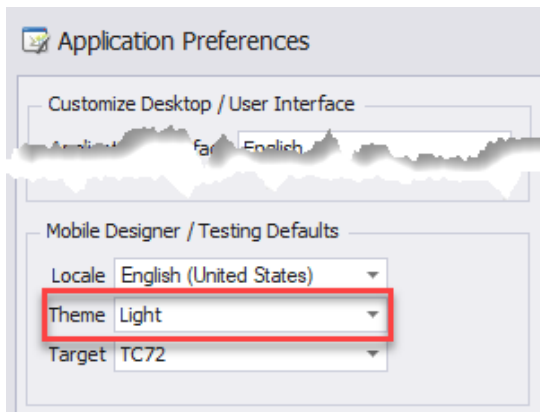 Application Preferences
Customize Desktop / User Interface
English
Mobile Designer / Testing Defaults
Locale English (United States)
Theme Light
Target TC72